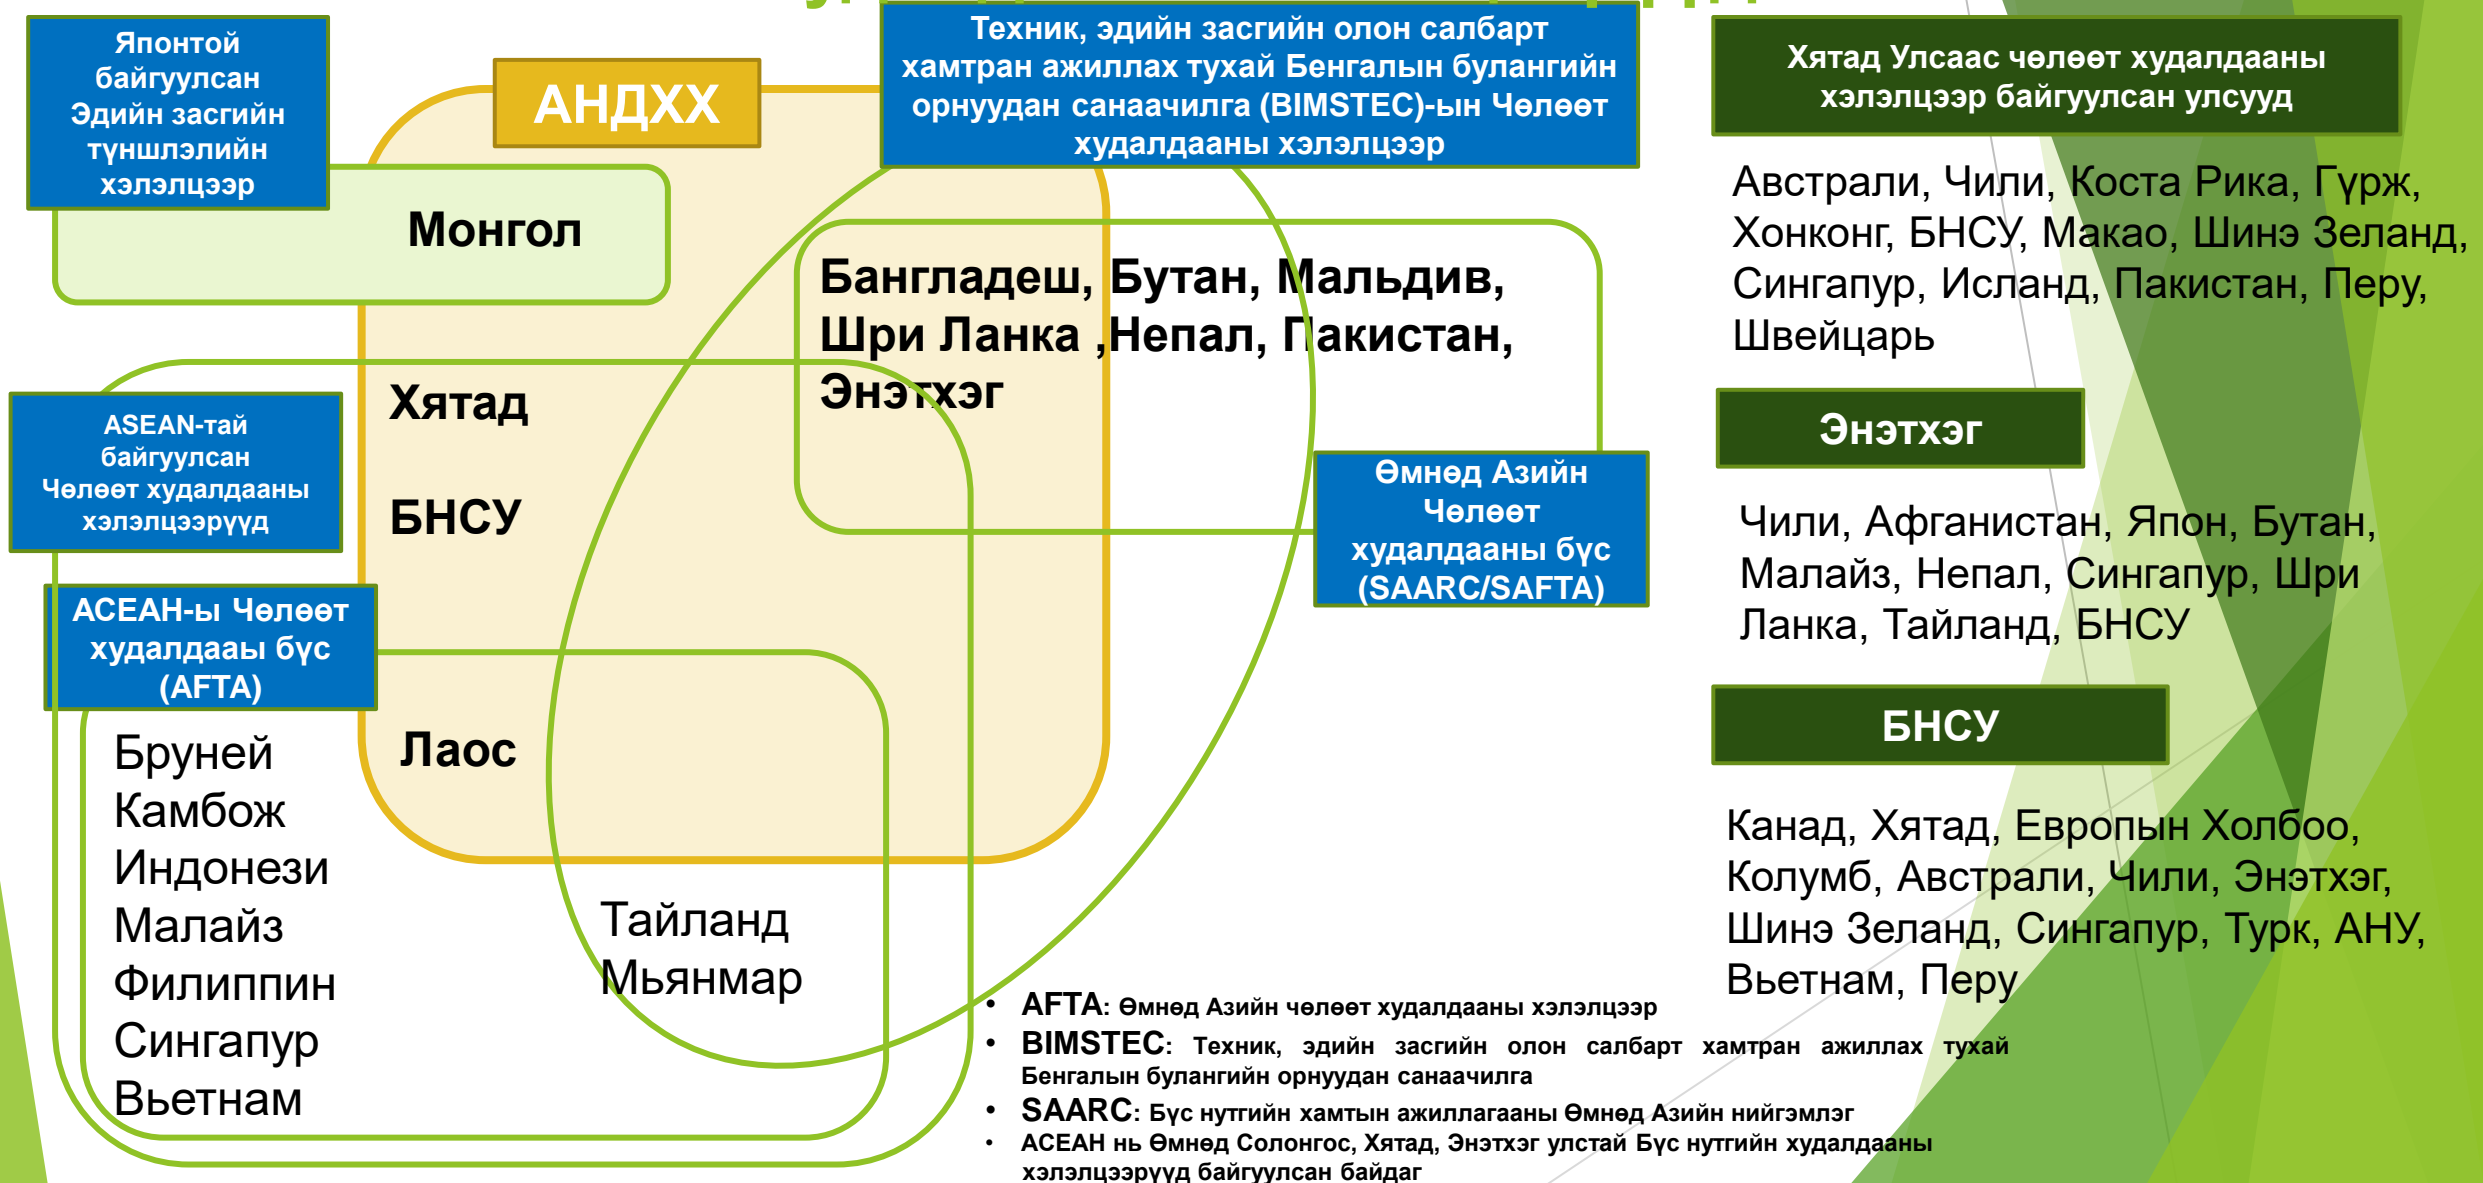 Японтой
байгуулсан
Эдийн засгийн
түншлэлийн
хэлэлцээр
АНДХХ
Техник, эдийн засгийн олон салбарт
хамтран ажиллах тухай Бенгалын булангийн
орнуудан санаачилга (BIMSTEC)-ын Чөлөөт
худалдааны хэлэлцээр
Монгол
Бангладеш, Бутан, Мальдив,
Шри Ланка ,Непал, Пакистан,
Энэтхэг
Хятад
БНСУ
ASEAN-тай
байгуулсан
Чөлөөт худалдааны
хэлэлцээрүүд
Өмнөд Азийн
Чөлөөт
худалдааны бүс
(SAARC/SAFTA)
АСЕАН-ы Чөлөөт
худалдааы бүс
(AFTA)
Лаос
Бруней
Камбож
Индонези
Малайз
Филиппин
Сингапур
Вьетнам
Тайланд
Мьянмар
• AFTA: Өмнөд Азийн чөлөөт худалдааны хэлэлцээр
• BIMSTEC: Техник, эдийн засгийн олон салбарт хамтран ажиллах тухай
Бенгалын булангийн орнуудан санаачилга
• SAARC: Бүс нутгийн хамтын ажиллагааны Өмнөд Азийн нийгэмлэг
• АСЕАН нь Өмнөд Солонгос, Хятад, Энэтхэг улстай Бүс нутгийн худалдааны
хэлэлцээрүүд байгуулсан байдаг
Хятад Улсаас чөлөөт худалдааны
хэлэлцээр байгуулсан улсууд
Австрали, Чили, Коста Рика, Гүрж,
Хонконг, БНСУ, Макао, Шинэ Зеланд,
Сингапур, Исланд, Пакистан, Перу,
Швейцарь
Энэтхэг
Чили, Афганистан, Япон, Бутан,
Малайз, Непал, Сингапур, Шри
Ланка, Тайланд, БНСУ
БНСУ
Канад, Хятад, Европын Холбоо,
Колумб, Австрали, Чили, Энэтхэг,
Шинэ Зеланд, Сингапур, Турк, АНУ,
Вьетнам, Перу